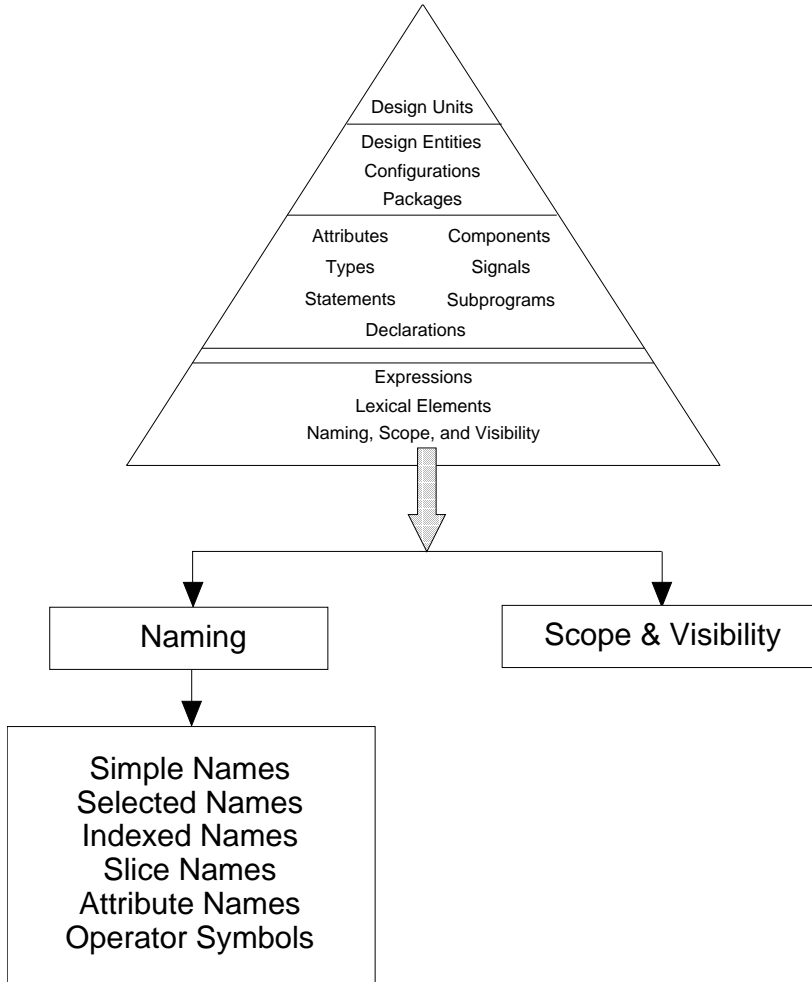 Design Units
Design Entities
Configurations
Packages
Attributes Components
Types Signals
Statements Subprograms
Declarations
Expressions
Lexical Elements
Naming, Scope, and Visibility
Naming
Scope & Visibility
Simple Names
Selected Names
Indexed Names
Slice Names
Attribute Names
Operator Symbols